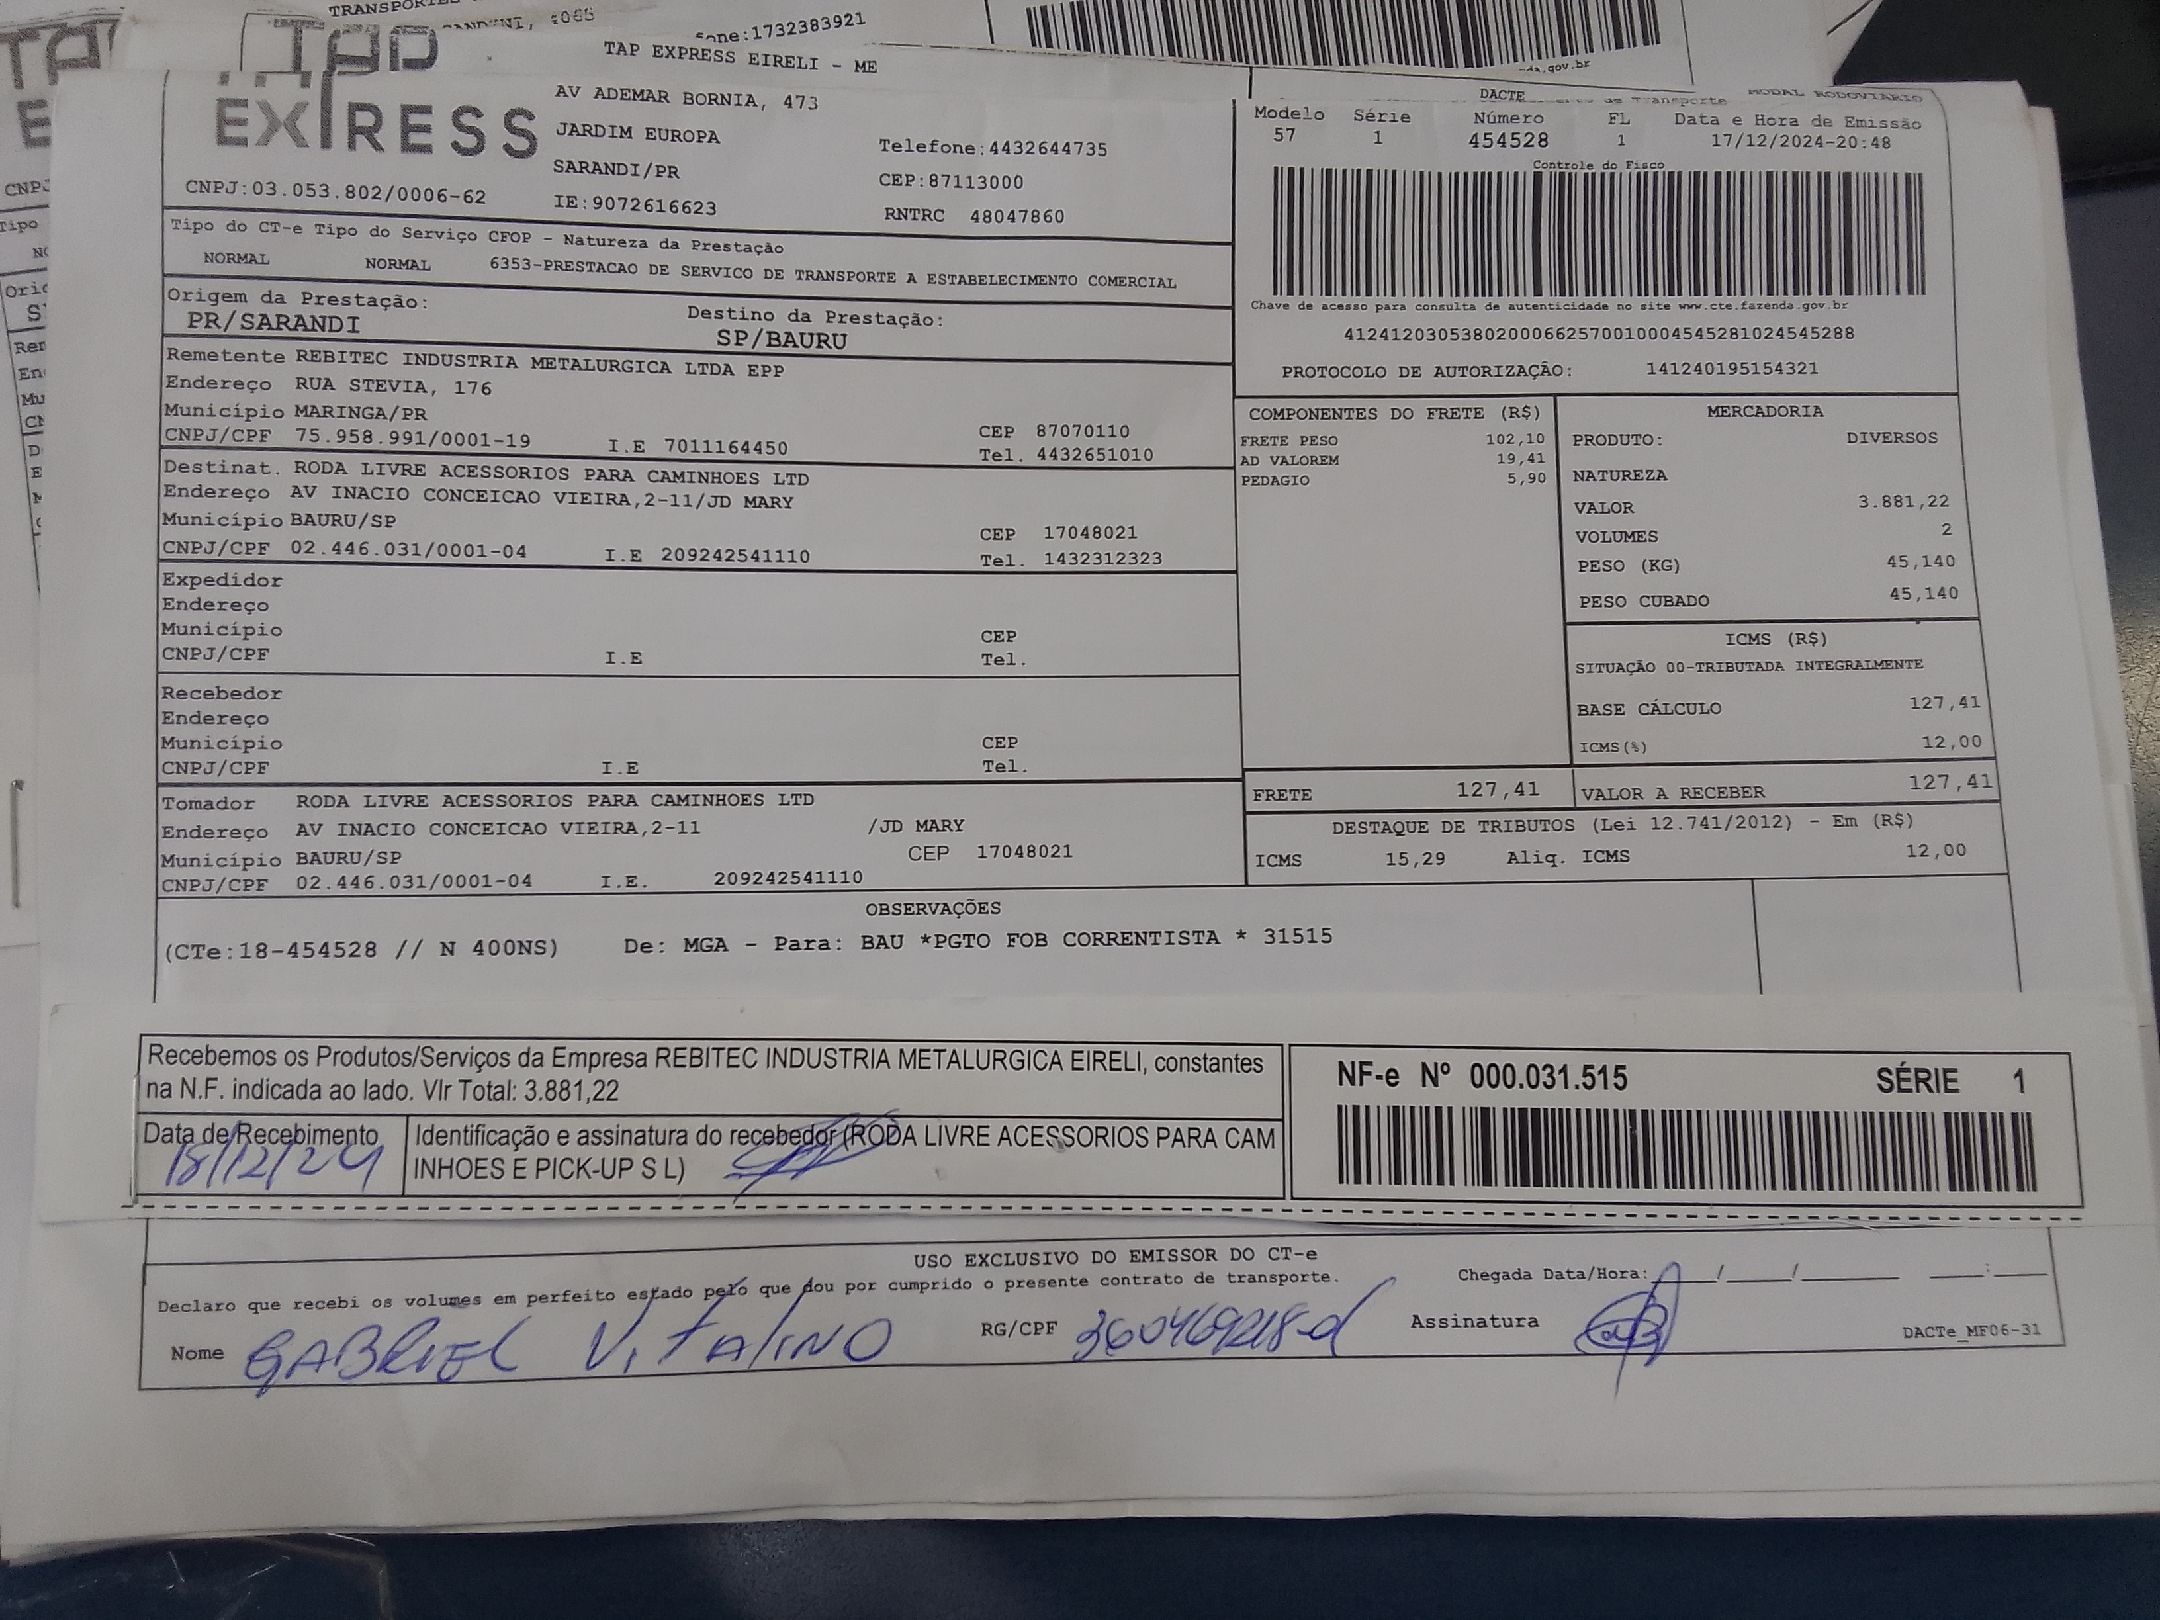 TRANSPORTES
fone:1732383921
TAP
EXPRESS
TAP EXPRESS EIRELI - ME
AV ADEMAR BORNIA, 473
JARDIM EUROPA
Telefone:4432644735
SARANDI/PR
CEP:87113000
CNPJ:03.053.802/0006-62
IE:9072616623
RNTRC 48047860
DACTE
MODAL RODOVIÁRIO
Modelo Série Número FL Data e Hora de Emissão
57 1 454528 1 17/12/2024-20:48
Controle do Fisco
Chave de acesso para consulta de autenticidade no site www.cte.fazenda.gov.br
41241203053802000662570010004545281024545288
PROTOCOLO DE AUTORIZAÇÃO: 141240195154321
Tipo do CT-e Tipo do Serviço CFOP - Natureza da Prestação
NORMAL NORMAL 6353-PRESTACAO DE SERVICO DE TRANSPORTE A ESTABELECIMENTO COMERCIAL
Origem da Prestação: Destino da Prestação:
PR/SARANDI SP/BAURU
Remetente REBITEC INDUSTRIA METALURGICA LTDA EPP
Endereço RUA STEVIA, 176
Município MARINGA/PR CEP 87070110
CNPJ/CPF 75.958.991/0001-19 I.E 7011164450 Tel. 4432651010
Destinat. RODA LIVRE ACESSORIOS PARA CAMINHOES LTD
Endereço AV INACIO CONCEICAO VIEIRA,2-11/JD MARY
Município BAURU/SP CEP 17048021
CNPJ/CPF 02.446.031/0001-04 I.E 209242541110 Tel. 1432312323
Expedidor
Endereço
Município CEP
CNPJ/CPF I.E Tel.
Recebedor
Endereço
Município CEP
CNPJ/CPF I.E Tel.
Tomador RODA LIVRE ACESSORIOS PARA CAMINHOES LTD
Endereço AV INACIO CONCEICAO VIEIRA,2-11 /JD MARY
Município BAURU/SP CEP 17048021
CNPJ/CPF 02.446.031/0001-04 I.E. 209242541110
COMPONENTES DO FRETE (R$)
FRETE PESO 102,10
AD VALOREM 19,41
PEDAGIO 5,90
MERCADORIA
PRODUTO: DIVERSOS
NATUREZA
VALOR 3.881,22
VOLUMES 2
PESO (KG) 45,140
PESO CUBADO 45,140
ICMS (R$)
SITUAÇÃO 00-TRIBUTADA INTEGRALMENTE
BASE CÁLCULO 127,41
ICMS(%) 12,00
FRETE 127,41 VALOR A RECEBER 127,41
DESTAQUE DE TRIBUTOS (Lei 12.741/2012) - Em (R$)
ICMS 15,29 Aliq. ICMS 12,00
OBSERVAÇÕES
(CTe:18-454528 // N 400NS) De: MGA - Para: BAU *PGTO FOB CORRENTISTA * 31515
Recebemos os Produtos/Serviços da Empresa REBITEC INDUSTRIA METALURGICA EIRELI, constantes
na N.F. indicada ao lado. Vlr Total: 3.881,22
NF-e Nº 000.031.515 SÉRIE 1
Data de Recebimento
18/12/24
Identificação e assinatura do recebedor (RODA LIVRE ACESSORIOS PARA CAM
INHOES E PICK-UP S L)
USO EXCLUSIVO DO EMISSOR DO CT-e
Declaro que recebi os volumes em perfeito estado pelo que dou por cumprido o presente contrato de transporte.
Chegada Data/Hora: ____/____/____ ____:____
Nome GABRIEL VITALINO RG/CPF Assinatura
DACTe_MF06-31